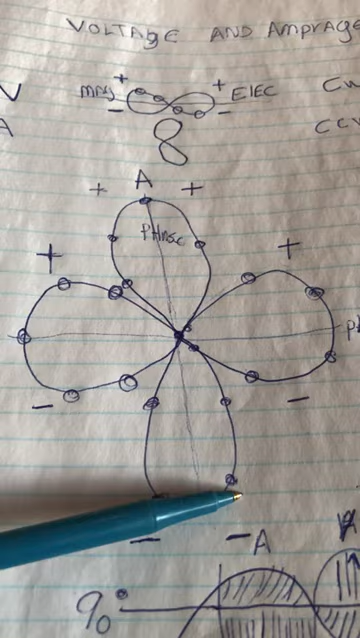 VOLTAGE AND AMPRAGE
V + + CW
MAG ELEC
A - - CCW
8
+ A +
PHASE
+ +
Ph
- -
- -A A
90°